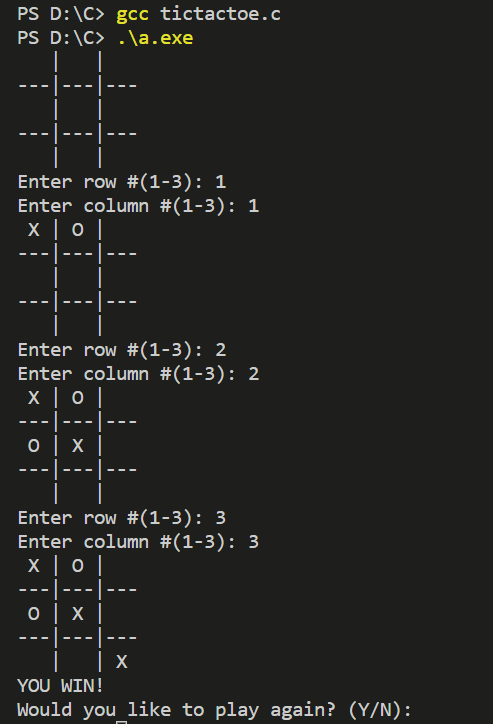 PS D:\C> gcc tictactoe.c
PS D:\C> .\a.exe
   |   |
---|---|---
   |   |
---|---|---
   |   |
Enter row #(1-3): 1
Enter column #(1-3): 1
 X | O |
---|---|---
   |   |
---|---|---
   |   |
Enter row #(1-3): 2
Enter column #(1-3): 2
 X | O |
---|---|---
 O | X |
---|---|---
   |   |
Enter row #(1-3): 3
Enter column #(1-3): 3
 X | O |
---|---|---
 O | X |
---|---|---
   |   | X
YOU WIN!
Would you like to play again? (Y/N):